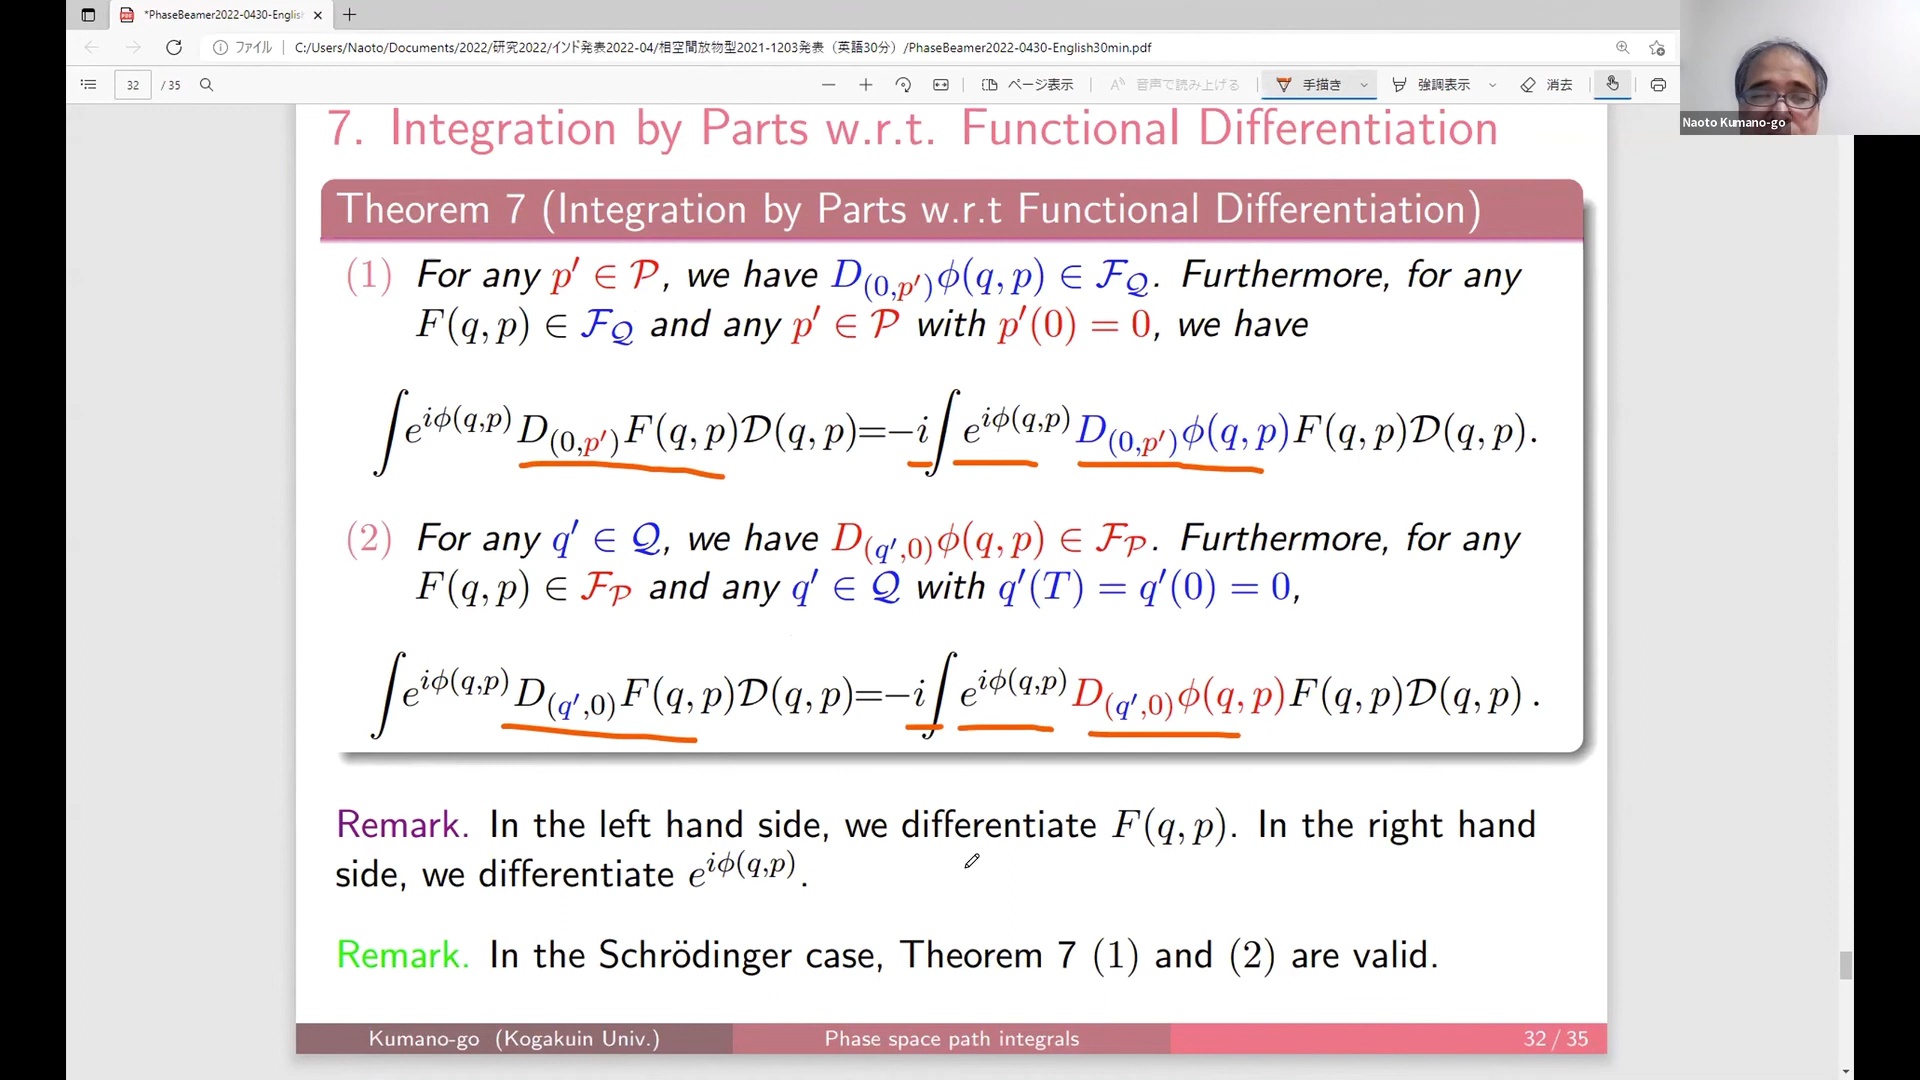 *PhaseBeamer2022-0430-Englis
ファイル
C:/Users/Naoto/Documents/2022/研究2022/インド発表2022-04/相空間放物型2021-1203発表（英語30分）/PhaseBeamer2022-0430-English30min.pdf
32 / 35
ページ表示
音声で読み上げる
手描き
強調表示
消去
Naoto Kumano-go
7. Integration by Parts w.r.t. Functional Differentiation
Theorem 7 (Integration by Parts w.r.t Functional Differentiation)
(1) For any p′ ∈ 𝒫, we have D_{(0,p′)}ϕ(q, p) ∈ ℱ_𝒬. Furthermore, for any
F(q, p) ∈ ℱ_𝒬 and any p′ ∈ 𝒫 with p′(0) = 0, we have
∫e^{iϕ(q,p)}D_{(0,p′)}F(q, p)𝒟(q, p)=−i∫e^{iϕ(q,p)}D_{(0,p′)}ϕ(q, p)F(q, p)𝒟(q, p).
(2) For any q′ ∈ 𝒬, we have D_{(q′,0)}ϕ(q, p) ∈ ℱ_𝒫. Furthermore, for any
F(q, p) ∈ ℱ_𝒫 and any q′ ∈ 𝒬 with q′(T) = q′(0) = 0,
∫e^{iϕ(q,p)}D_{(q′,0)}F(q, p)𝒟(q, p)=−i∫e^{iϕ(q,p)}D_{(q′,0)}ϕ(q, p)F(q, p)𝒟(q, p) .
Remark. In the left hand side, we differentiate F(q, p). In the right hand
side, we differentiate e^{iϕ(q,p)}.
Remark. In the Schrödinger case, Theorem 7 (1) and (2) are valid.
Kumano-go (Kogakuin Univ.)
Phase space path integrals
32 / 35